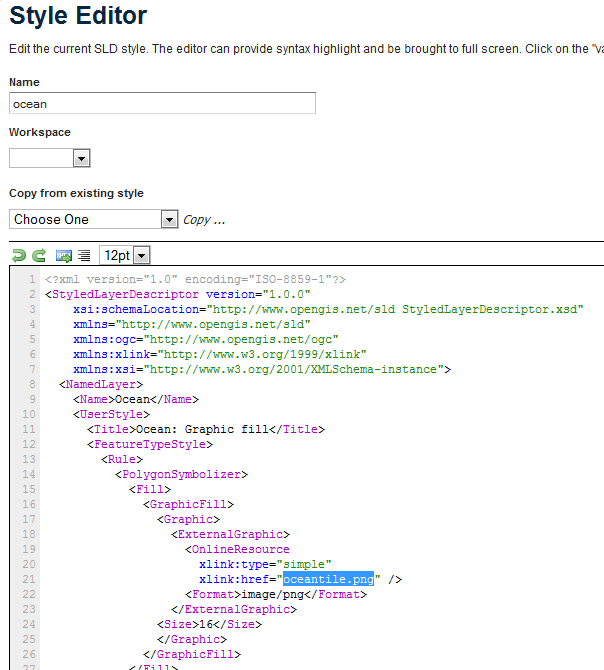 Style Editor
Edit the current SLD style. The editor can provide syntax highlight and be brought to full screen. Click on the "va
Name
ocean
Workspace
Copy from existing style
Choose One Copy ...
12pt
1 <?xml version="1.0" encoding="ISO-8859-1"?>
2 <StyledLayerDescriptor version="1.0.0"
3 xsi:schemaLocation="http://www.opengis.net/sld StyledLayerDescriptor.xsd"
4 xmlns="http://www.opengis.net/sld"
5 xmlns:ogc="http://www.opengis.net/ogc"
6 xmlns:xlink="http://www.w3.org/1999/xlink"
7 xmlns:xsi="http://www.w3.org/2001/XMLSchema-instance">
8 <NamedLayer>
9 <Name>Ocean</Name>
10 <UserStyle>
11 <Title>Ocean: Graphic fill</Title>
12 <FeatureTypeStyle>
13 <Rule>
14 <PolygonSymbolizer>
15 <Fill>
16 <GraphicFill>
17 <Graphic>
18 <ExternalGraphic>
19 <OnlineResource
20 xlink:type="simple"
21 xlink:href="oceantile.png" />
22 <Format>image/png</Format>
23 </ExternalGraphic>
24 <Size>16</Size>
25 </Graphic>
26 </GraphicFill>
27 </Fill>